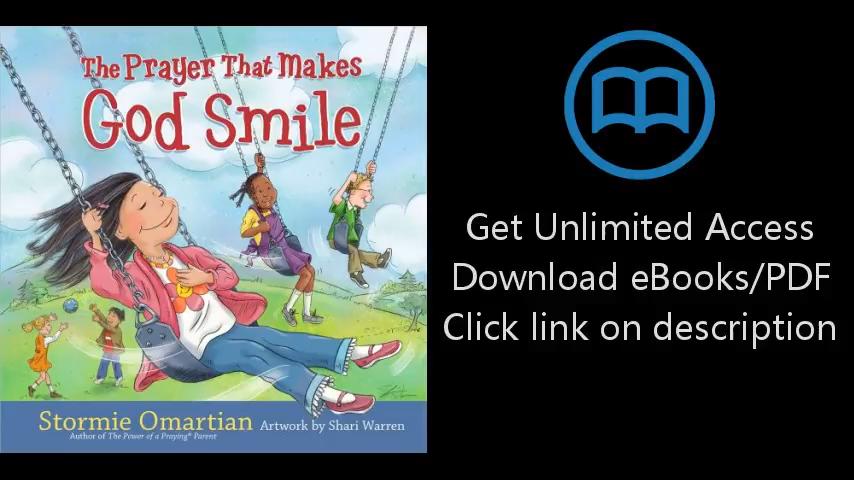 The Prayer That Makes
God Smile
Stormie Omartian Artwork by Shari Warren
Author of The Power of a Praying® Parent
Get Unlimited Access
Download eBooks/PDF
Click link on description